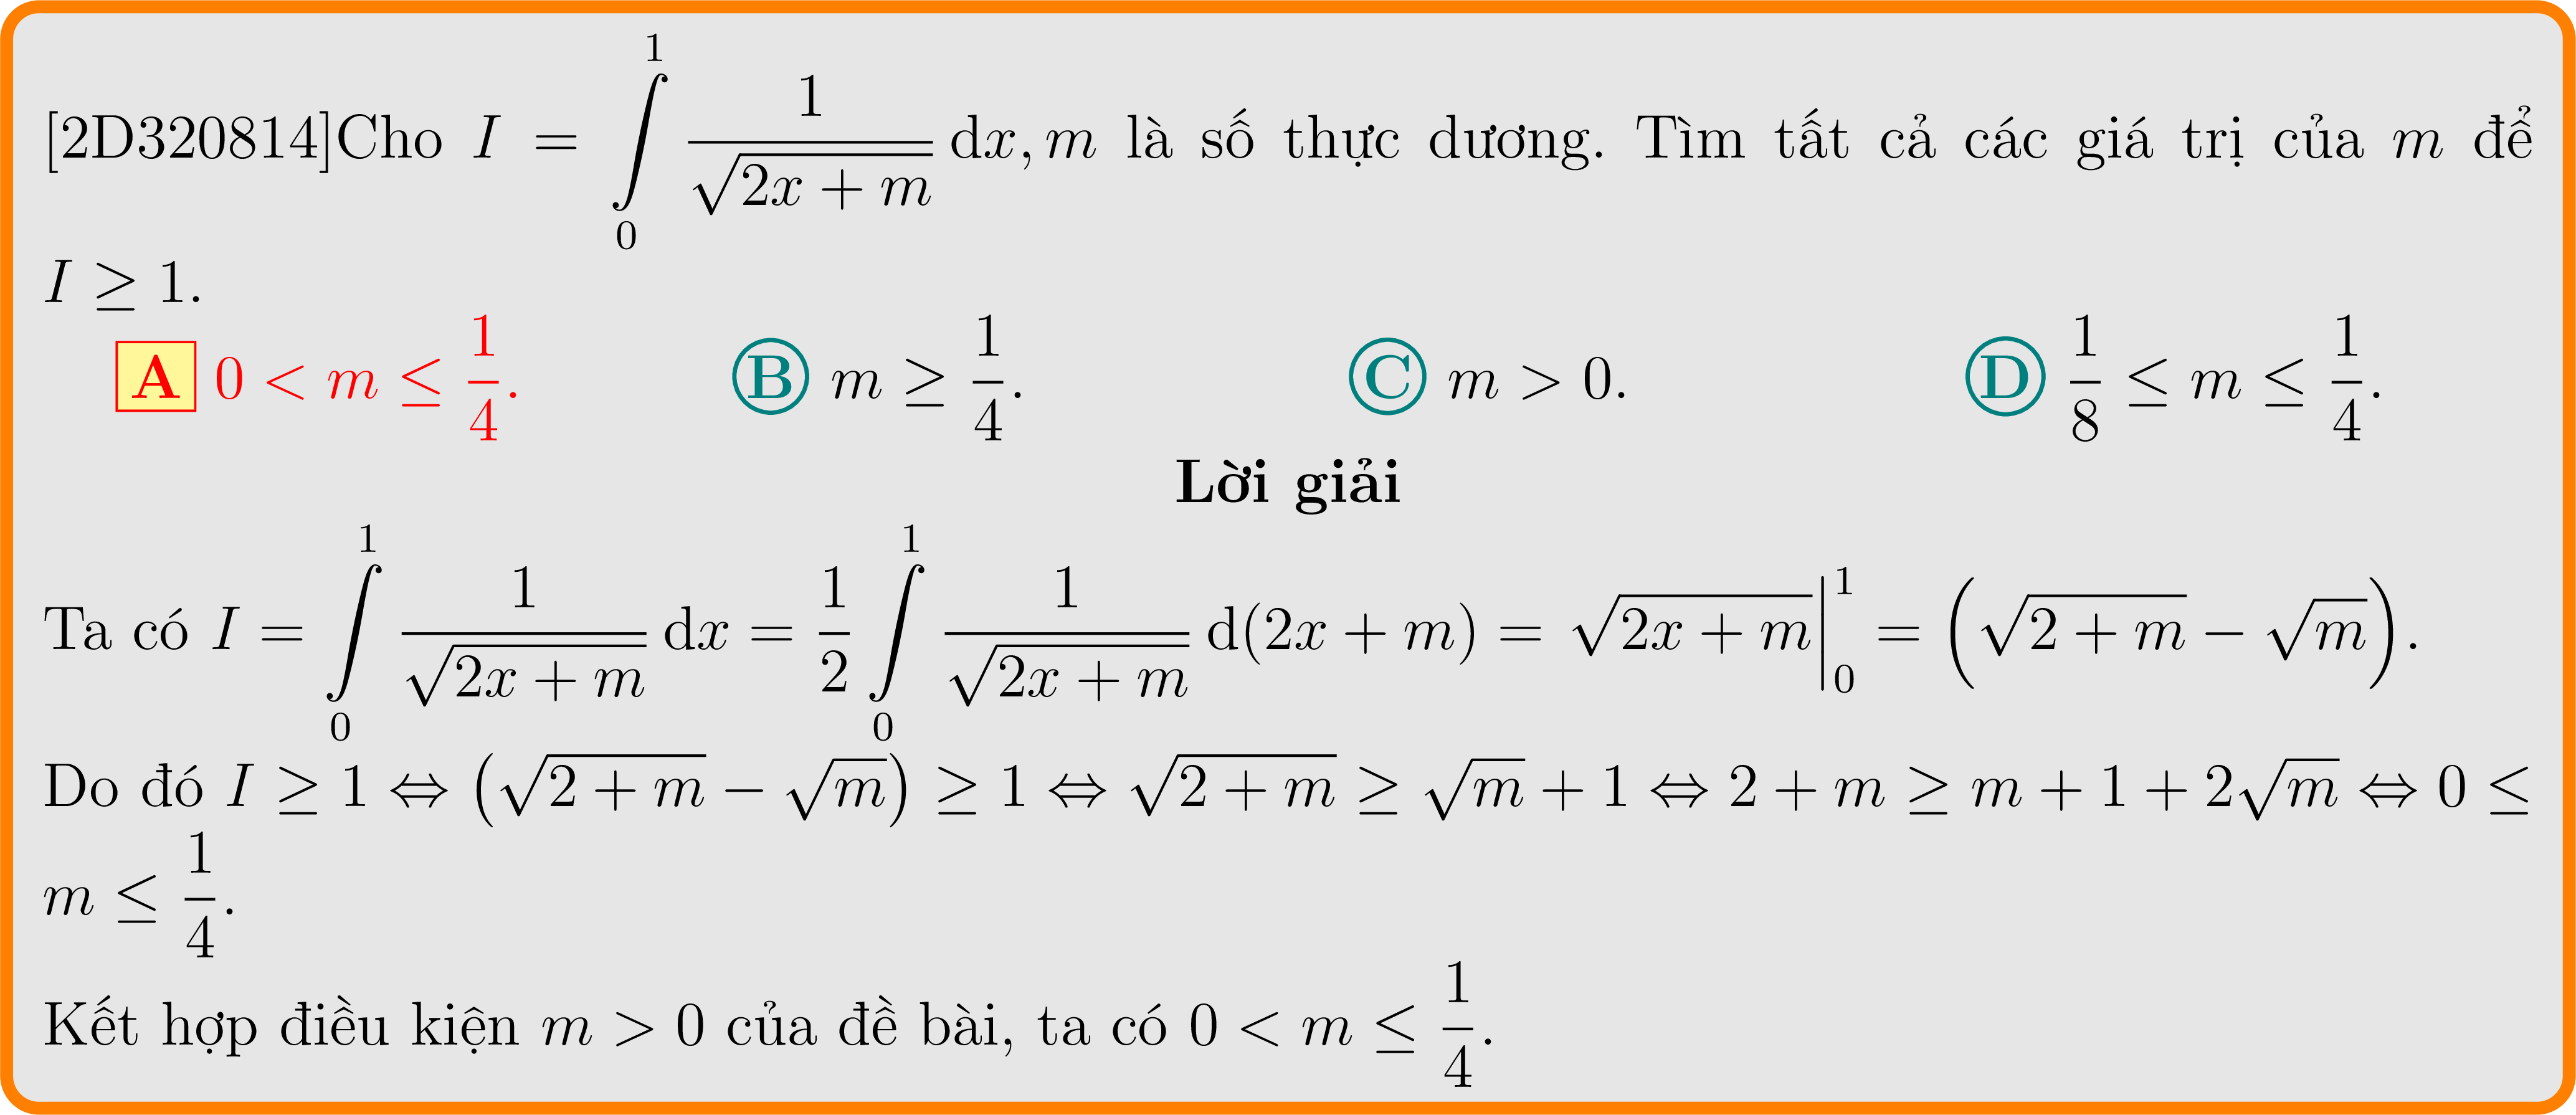 [2D320814]Cho $I = \int\limits_0^1 \frac{1}{\sqrt{2x+m}}\,\mathrm{d}x, m$ là số thực dương. Tìm tất cả các giá trị của $m$ để
$I \geq 1$.
A $0 < m \leq \frac{1}{4}$. B $m \geq \frac{1}{4}$. C $m > 0$. D $\frac{1}{8} \leq m \leq \frac{1}{4}$.
Lời giải
Ta có $I = \int\limits_0^1 \frac{1}{\sqrt{2x+m}}\,\mathrm{d}x = \frac{1}{2}\int\limits_0^1 \frac{1}{\sqrt{2x+m}}\,\mathrm{d}(2x+m) = \sqrt{2x+m}\Big|_0^1 = \left(\sqrt{2+m} - \sqrt{m}\right)$.
Do đó $I \geq 1 \Leftrightarrow \left(\sqrt{2+m} - \sqrt{m}\right) \geq 1 \Leftrightarrow \sqrt{2+m} \geq \sqrt{m} + 1 \Leftrightarrow 2 + m \geq m + 1 + 2\sqrt{m} \Leftrightarrow 0 \leq$
$m \leq \frac{1}{4}$.
Kết hợp điều kiện $m > 0$ của đề bài, ta có $0 < m \leq \frac{1}{4}$.